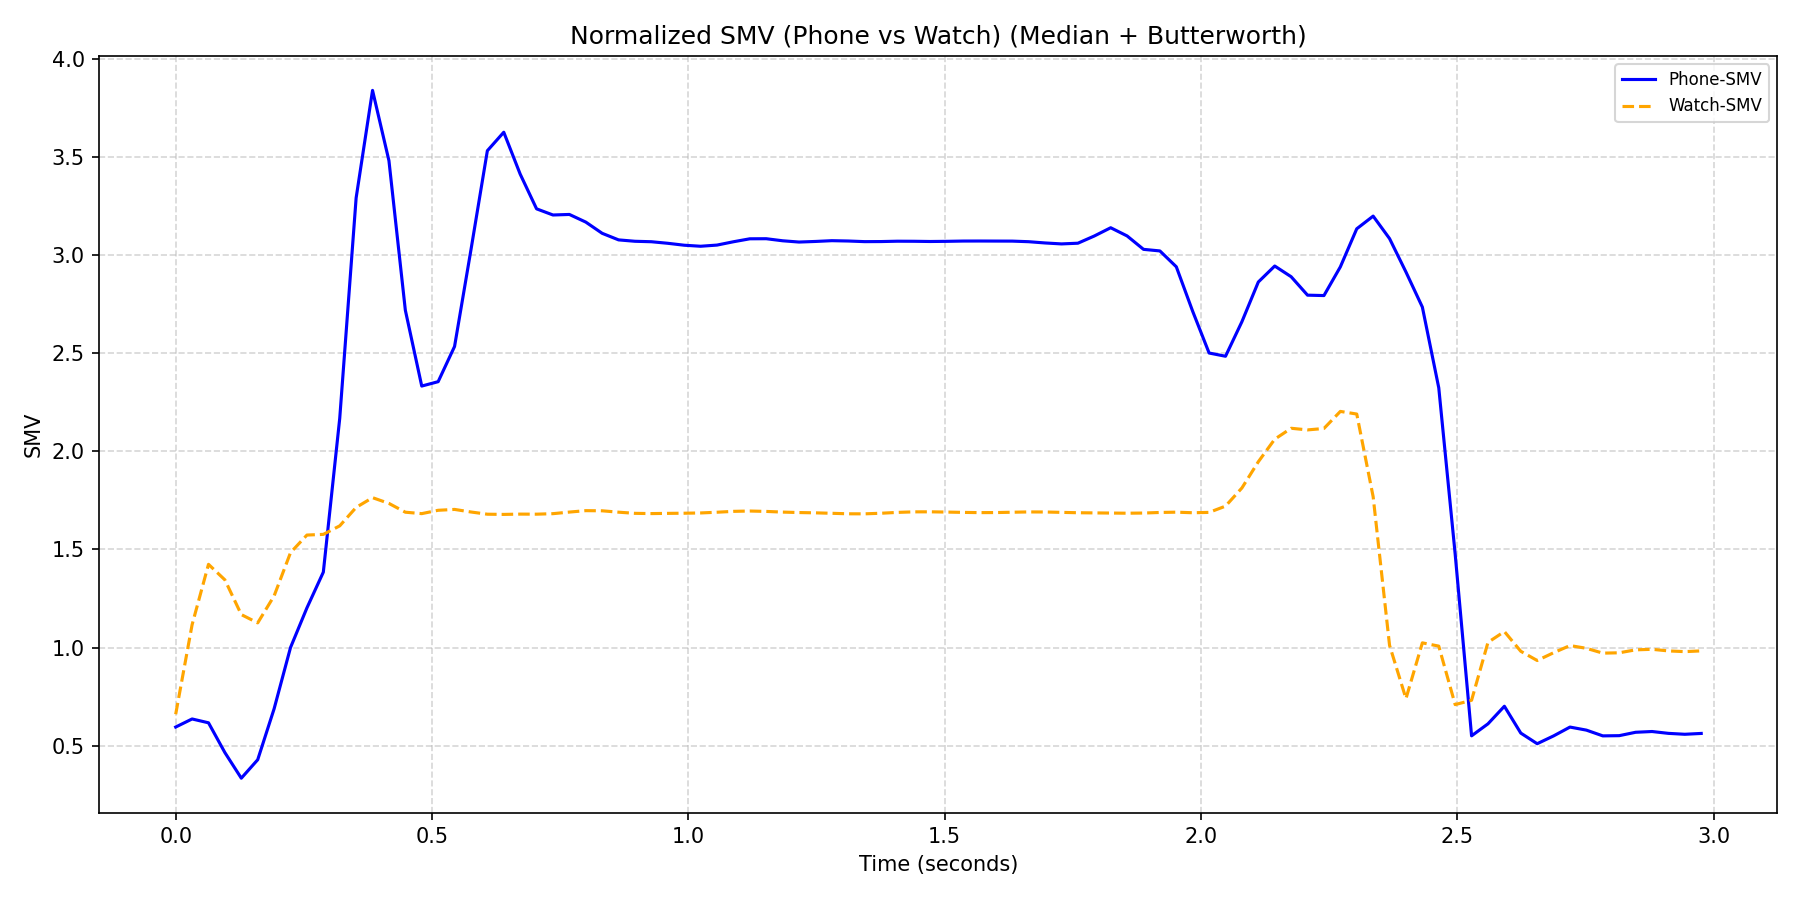 Normalized SMV (Phone vs Watch) (Median + Butterworth)
Phone-SMV
Watch-SMV
SMV
4.0
3.5
3.0
2.5
2.0
1.5
1.0
0.5
0.0 0.5 1.0 1.5 2.0 2.5 3.0
Time (seconds)